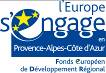 l'Europe
s'engage
en
Provence-Alpes-Côte d'Azur
Fonds Européen
de Développement Régional